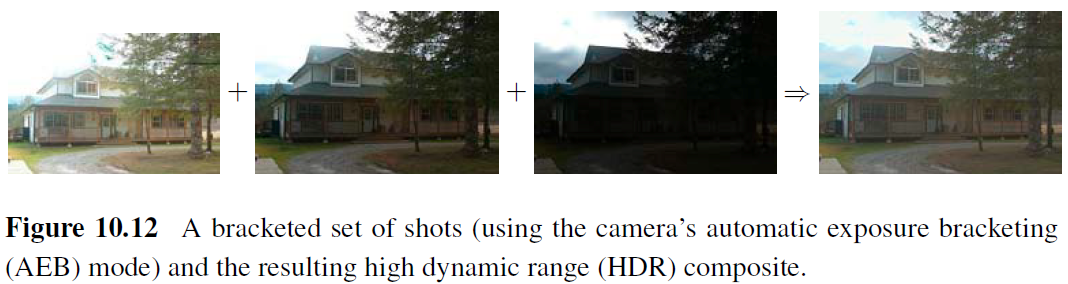 + + ⇒
Figure 10.12 A bracketed set of shots (using the camera's automatic exposure bracketing
(AEB) mode) and the resulting high dynamic range (HDR) composite.